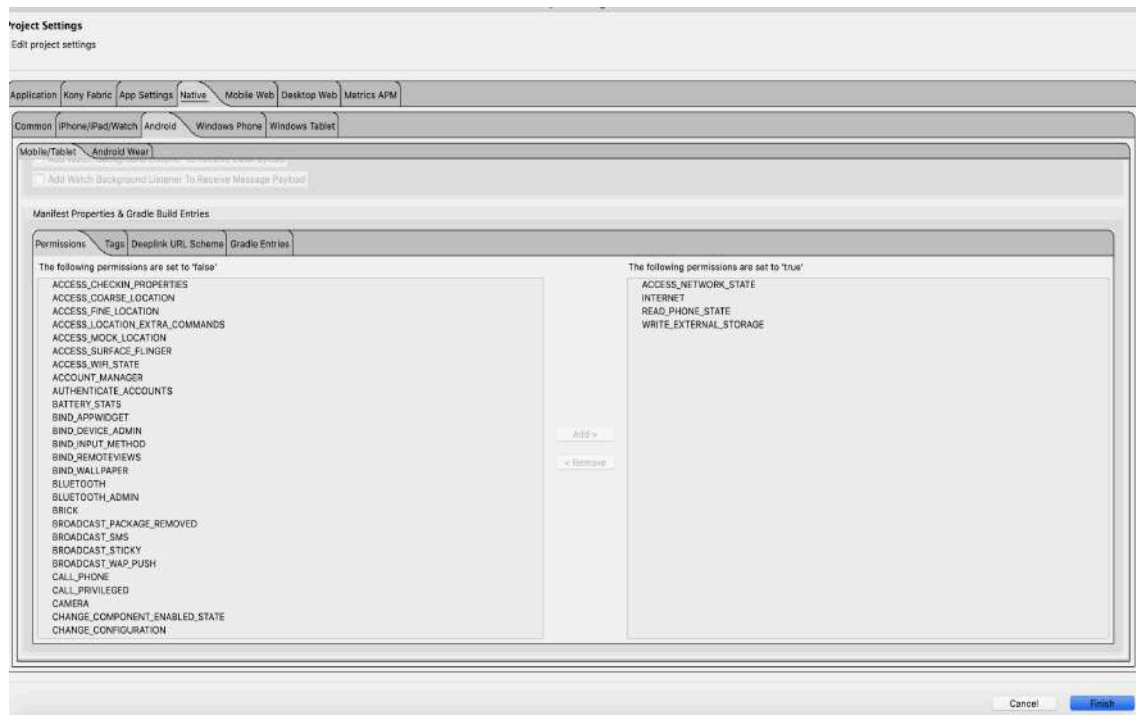 Project Settings
Edit project settings
Application Kony Fabric App Settings Native Mobile Web Desktop Web Metrics APM
Common iPhone/iPad/Watch Android Windows Phone Windows Tablet
Mobile/Tablet Android Wear
Add Watch Background Listener To Receive Message Payload
Manifest Properties & Gradle Build Entries
Permissions Tags Deeplink URL Scheme Gradle Entries
The following permissions are set to 'false'
ACCESS_CHECKIN_PROPERTIES
ACCESS_COARSE_LOCATION
ACCESS_FINE_LOCATION
ACCESS_LOCATION_EXTRA_COMMANDS
ACCESS_MOCK_LOCATION
ACCESS_SURFACE_FLINGER
ACCESS_WIFI_STATE
ACCOUNT_MANAGER
AUTHENTICATE_ACCOUNTS
BATTERY_STATS
BIND_APPWIDGET
BIND_DEVICE_ADMIN
BIND_INPUT_METHOD
BIND_REMOTEVIEWS
BIND_WALLPAPER
BLUETOOTH
BLUETOOTH_ADMIN
BRICK
BROADCAST_PACKAGE_REMOVED
BROADCAST_SMS
BROADCAST_STICKY
BROADCAST_WAP_PUSH
CALL_PHONE
CALL_PRIVILEGED
CAMERA
CHANGE_COMPONENT_ENABLED_STATE
CHANGE_CONFIGURATION
Add >
< Remove
The following permissions are set to 'true'
ACCESS_NETWORK_STATE
INTERNET
READ_PHONE_STATE
WRITE_EXTERNAL_STORAGE
Cancel Finish